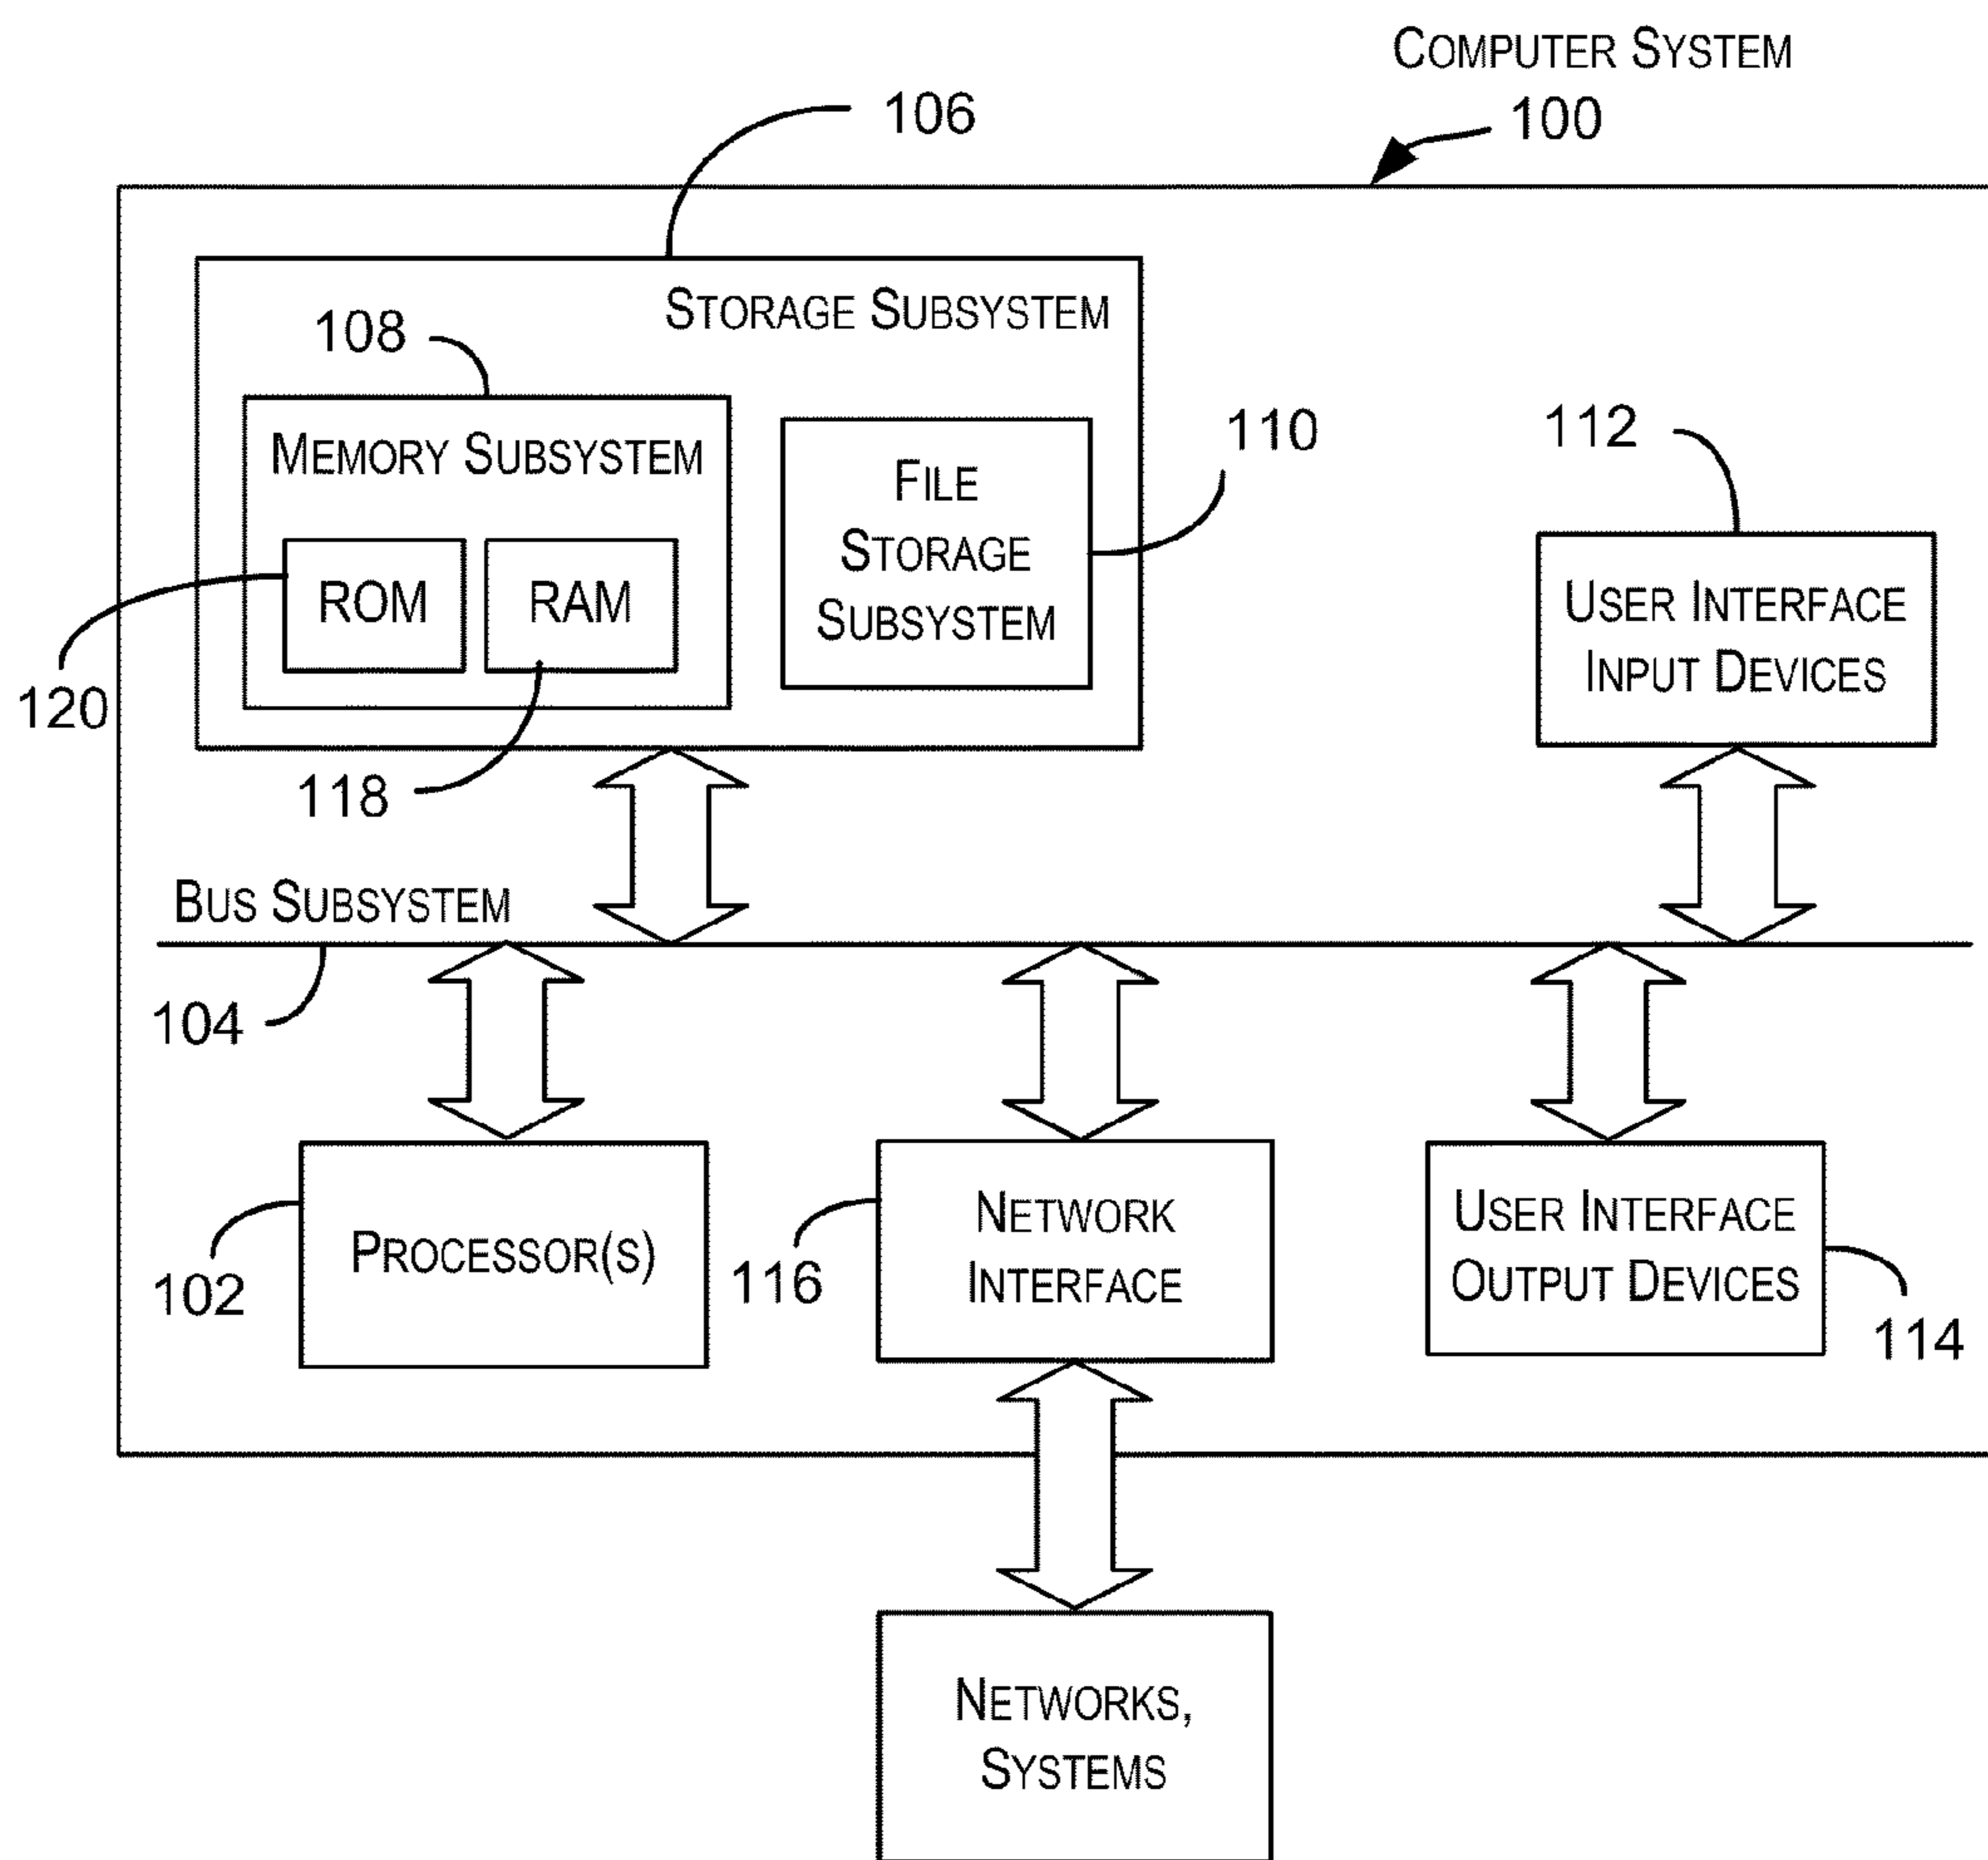 COMPUTER SYSTEM
100
106
STORAGE SUBSYSTEM
108
MEMORY SUBSYSTEM
110
112
FILE
STORAGE
SUBSYSTEM
ROM
RAM
USER INTERFACE
INPUT DEVICES
120
118
BUS SUBSYSTEM
104
PROCESSOR(S)
102
NETWORK
INTERFACE
116
USER INTERFACE
OUTPUT DEVICES
114
NETWORKS,
SYSTEMS